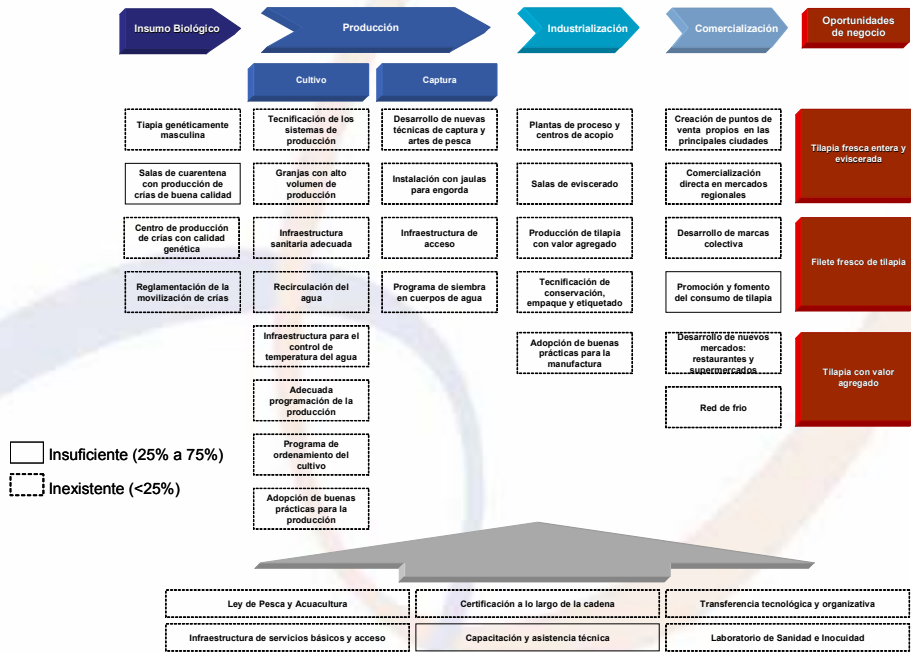 Insumo Biológico
Producción
Industrialización
Comercialización
Oportunidades
de negocio
Cultivo
Captura
Tiapia genéticamente
masculina
Salas de cuarentena
con producción de
crías de buena calidad
Centro de producción
de crías con calidad
genética
Reglamentación de la
movilización de crías
Tecnificación de los
sistemas de
producción
Granjas con alto
volumen de
producción
Infraestructura
sanitaria adecuada
Recirculación del
agua
Infraestructura para el
control de
temperatura del agua
Adecuada
programación de la
producción
Programa de
ordenamiento del
cultivo
Adopción de buenas
prácticas para la
producción
Desarrollo de nuevas
técnicas de captura y
artes de pesca
Instalación con jaulas
para engorda
Infraestructura de
acceso
Programa de siembra
en cuerpos de agua
Plantas de proceso y
centros de acopio
Salas de eviscerado
Producción de tilapia
con valor agregado
Tecnificación de
conservación,
empaque y etiquetado
Adopción de buenas
prácticas para la
manufactura
Creación de puntos de
venta propios en las
principales ciudades
Comercialización
directa en mercados
regionales
Desarrollo de marcas
colectiva
Promoción y fomento
del consumo de tilapia
Desarrollo de nuevos
mercados:
restaurantes y
supermercados
Red de frio
Tilapia fresca entera y
eviscerada
Filete fresco de tilapia
Tilapia con valor
agregado
Insuficiente (25% a 75%)
Inexistente (<25%)
Ley de Pesca y Acuacultura
Certificación a lo largo de la cadena
Transferencia tecnológica y organizativa
Infraestructura de servicios básicos y acceso
Capacitación y asistencia técnica
Laboratorio de Sanidad e Inocuidad